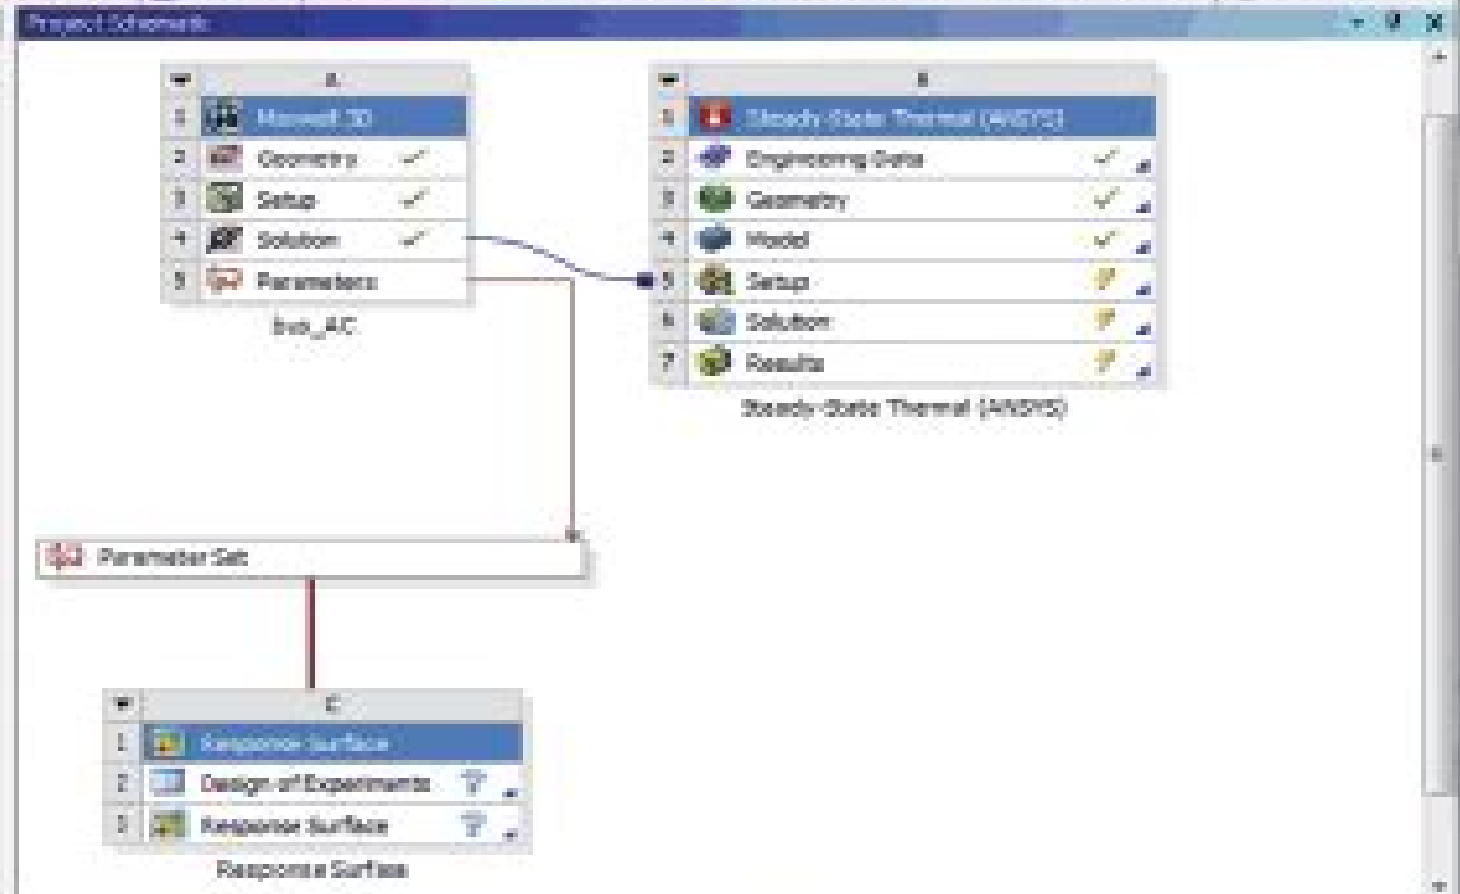 Project Schematic
A
1 Maxwell 3D
2 Geometry
3 Setup
4 Solution
5 Parameters
B
1 Steady-State Thermal (ANSYS)
2 Engineering Data
3 Geometry
4 Model
5 Setup
6 Solution
7 Results
Steady-State Thermal (ANSYS)
Parameter Set
C
1 Response Surface
2 Design of Experiments
3 Response Surface
Response Surface